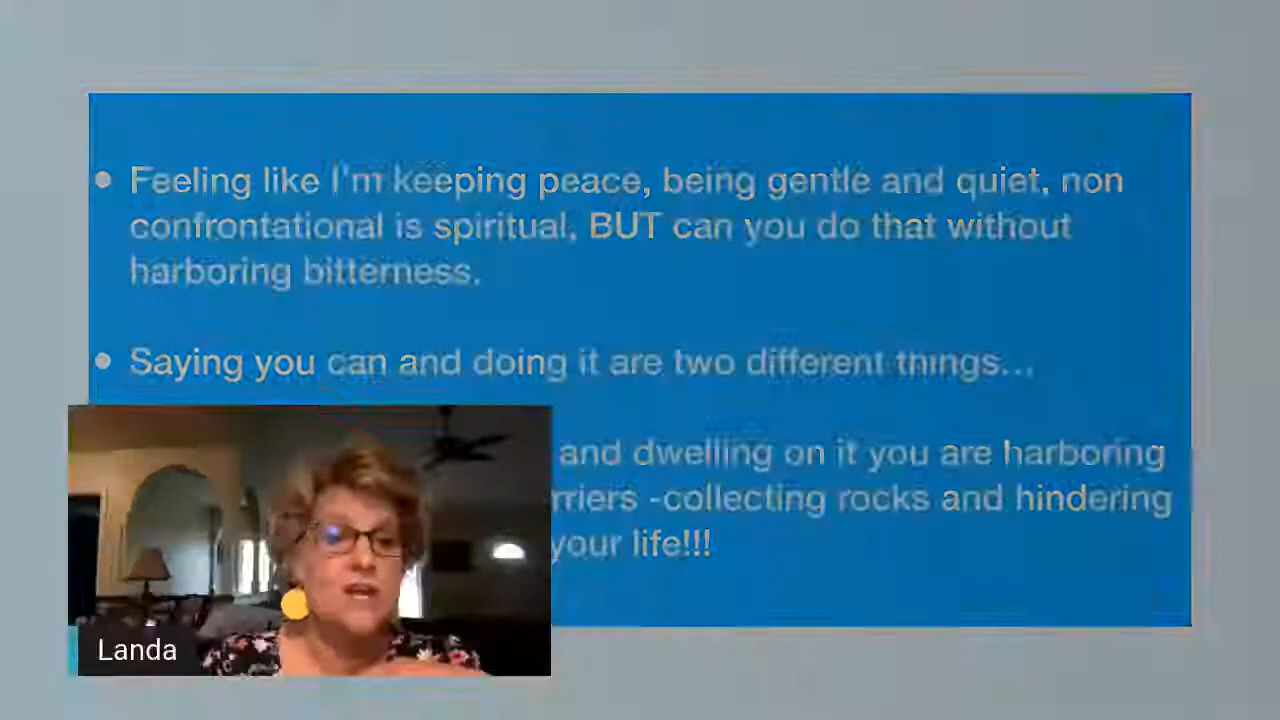 Feeling like I'm keeping peace, being gentle and quiet, non
confrontational is spiritual, BUT can you do that without
harboring bitterness.
Saying you can and doing it are two different things...
and dwelling on it you are harboring
rriers -collecting rocks and hindering
your life!!!
Landa